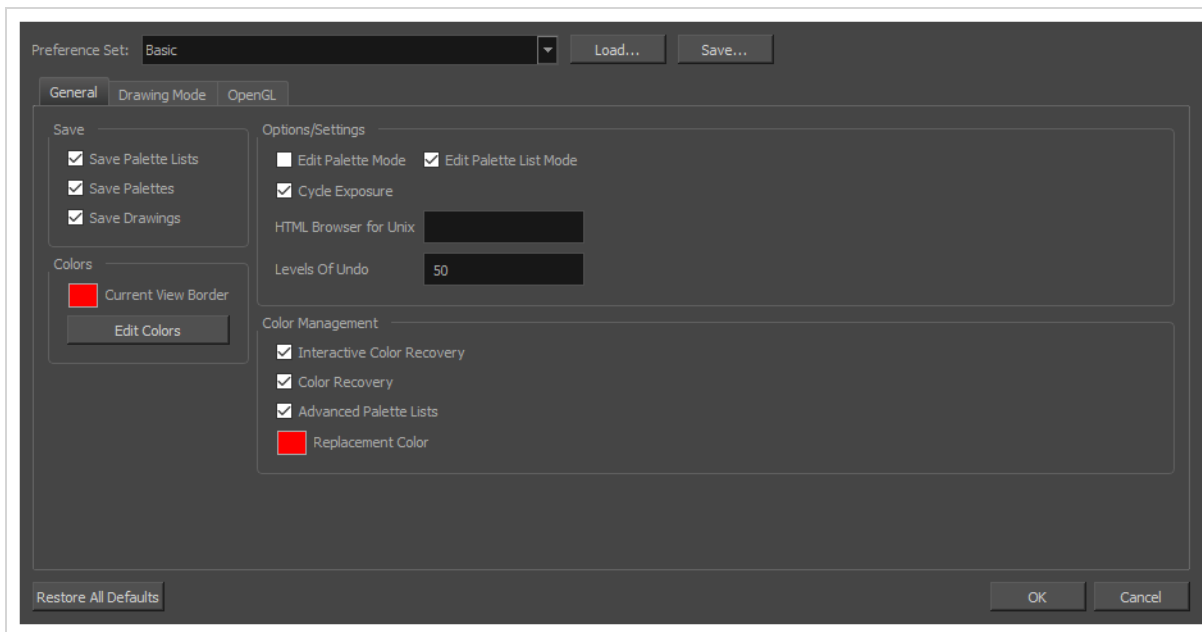 Preference Set: Basic Load... Save...
General Drawing Mode OpenGL
Save
Save Palette Lists
Save Palettes
Save Drawings
Colors
Current View Border
Edit Colors
Options/Settings
Edit Palette Mode Edit Palette List Mode
Cycle Exposure
HTML Browser for Unix
Levels Of Undo 50
Color Management
Interactive Color Recovery
Color Recovery
Advanced Palette Lists
Replacement Color
Restore All Defaults OK Cancel